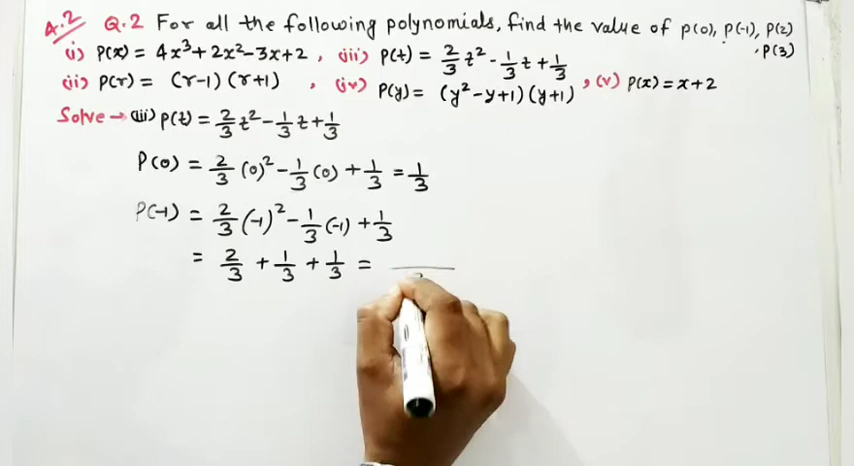 A.2 Q.2 For all the following polynomials, find the value of p(0), p(-1), p(2)
, p(3)
(i) p(x) = 4x³+2x²-3x+2 , (iii) p(t) = 2/3 t² - 1/3 t + 1/3
(ii) p(r) = (r-1)(r+1) , (iv) p(y) = (y²-y+1)(y+1) , (v) p(x) = x+2
Solve → (iii) p(t) = 2/3 t² - 1/3 t + 1/3
p(0) = 2/3 (0)² - 1/3 (0) + 1/3 = 1/3
p(-1) = 2/3 (-1)² - 1/3 (-1) + 1/3
= 2/3 + 1/3 + 1/3 =